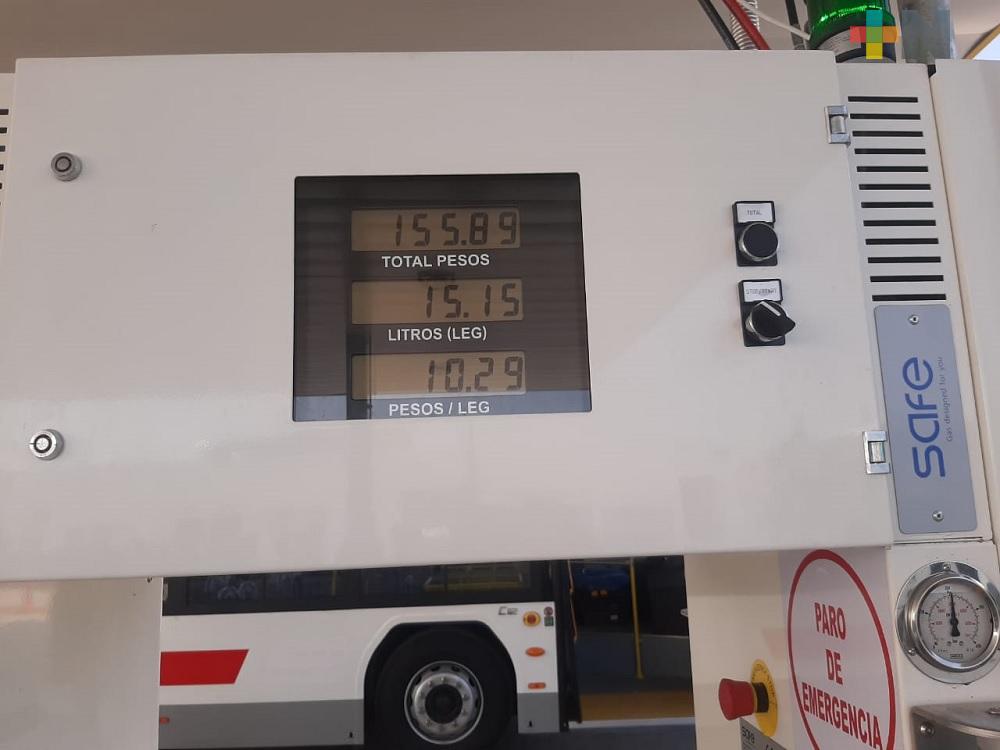 155.89
TOTAL PESOS
15.15
LITROS (LEG)
10.29
PESOS / LEG
TOTAL
safe
Gas designed for you
PARO
DE
EMERGENCIA
safe